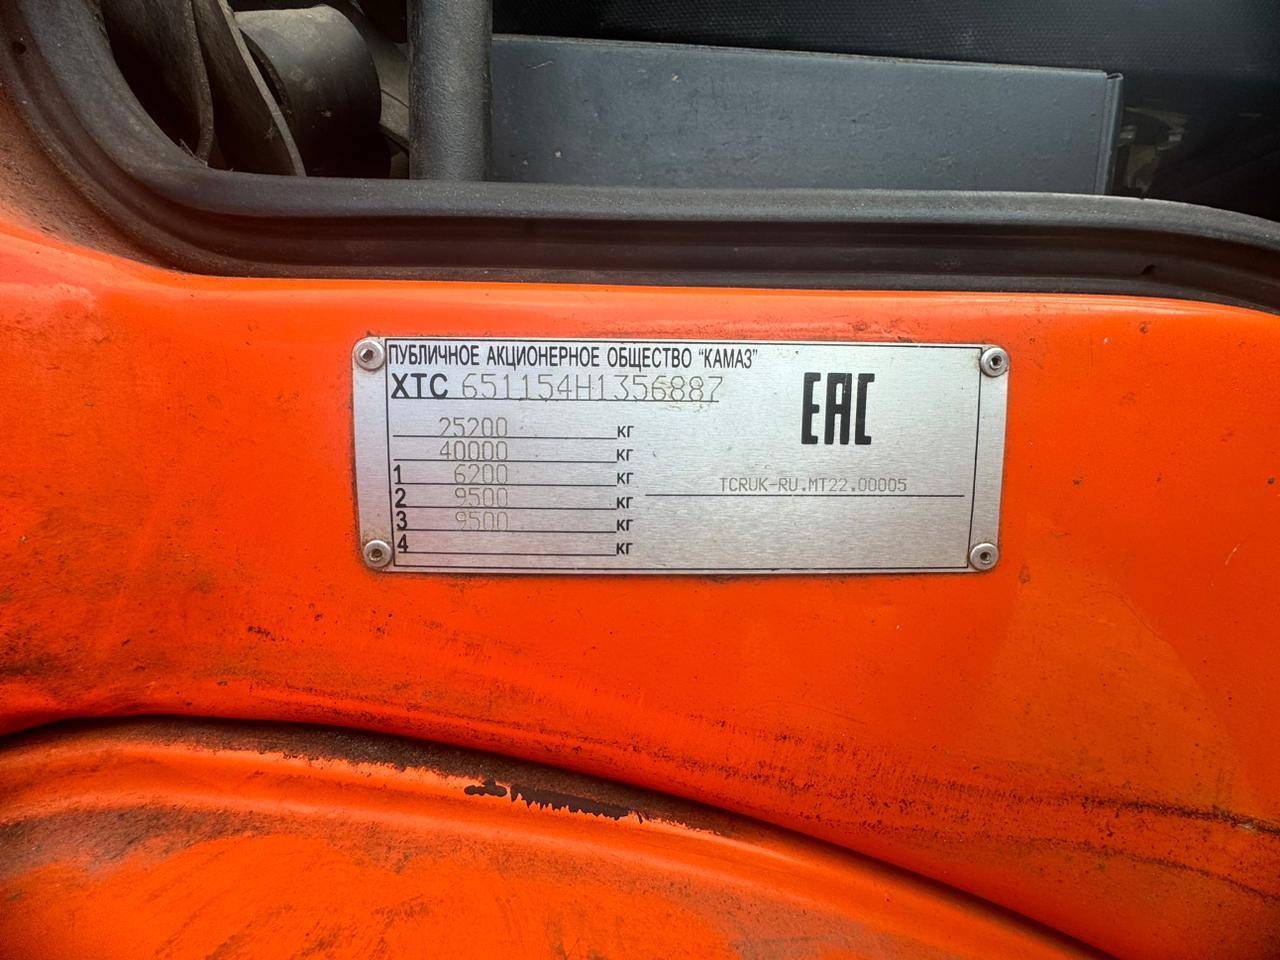 ПУБЛИЧНОЕ АКЦИОНЕРНОЕ ОБЩЕСТВО "КАМАЗ"
XTC 651154H1356887
EAC
25200 кг
40000 кг
1 6200 кг
TCRUK-RU.MT22.00005
2 9500 кг
3 9500 кг
4 кг